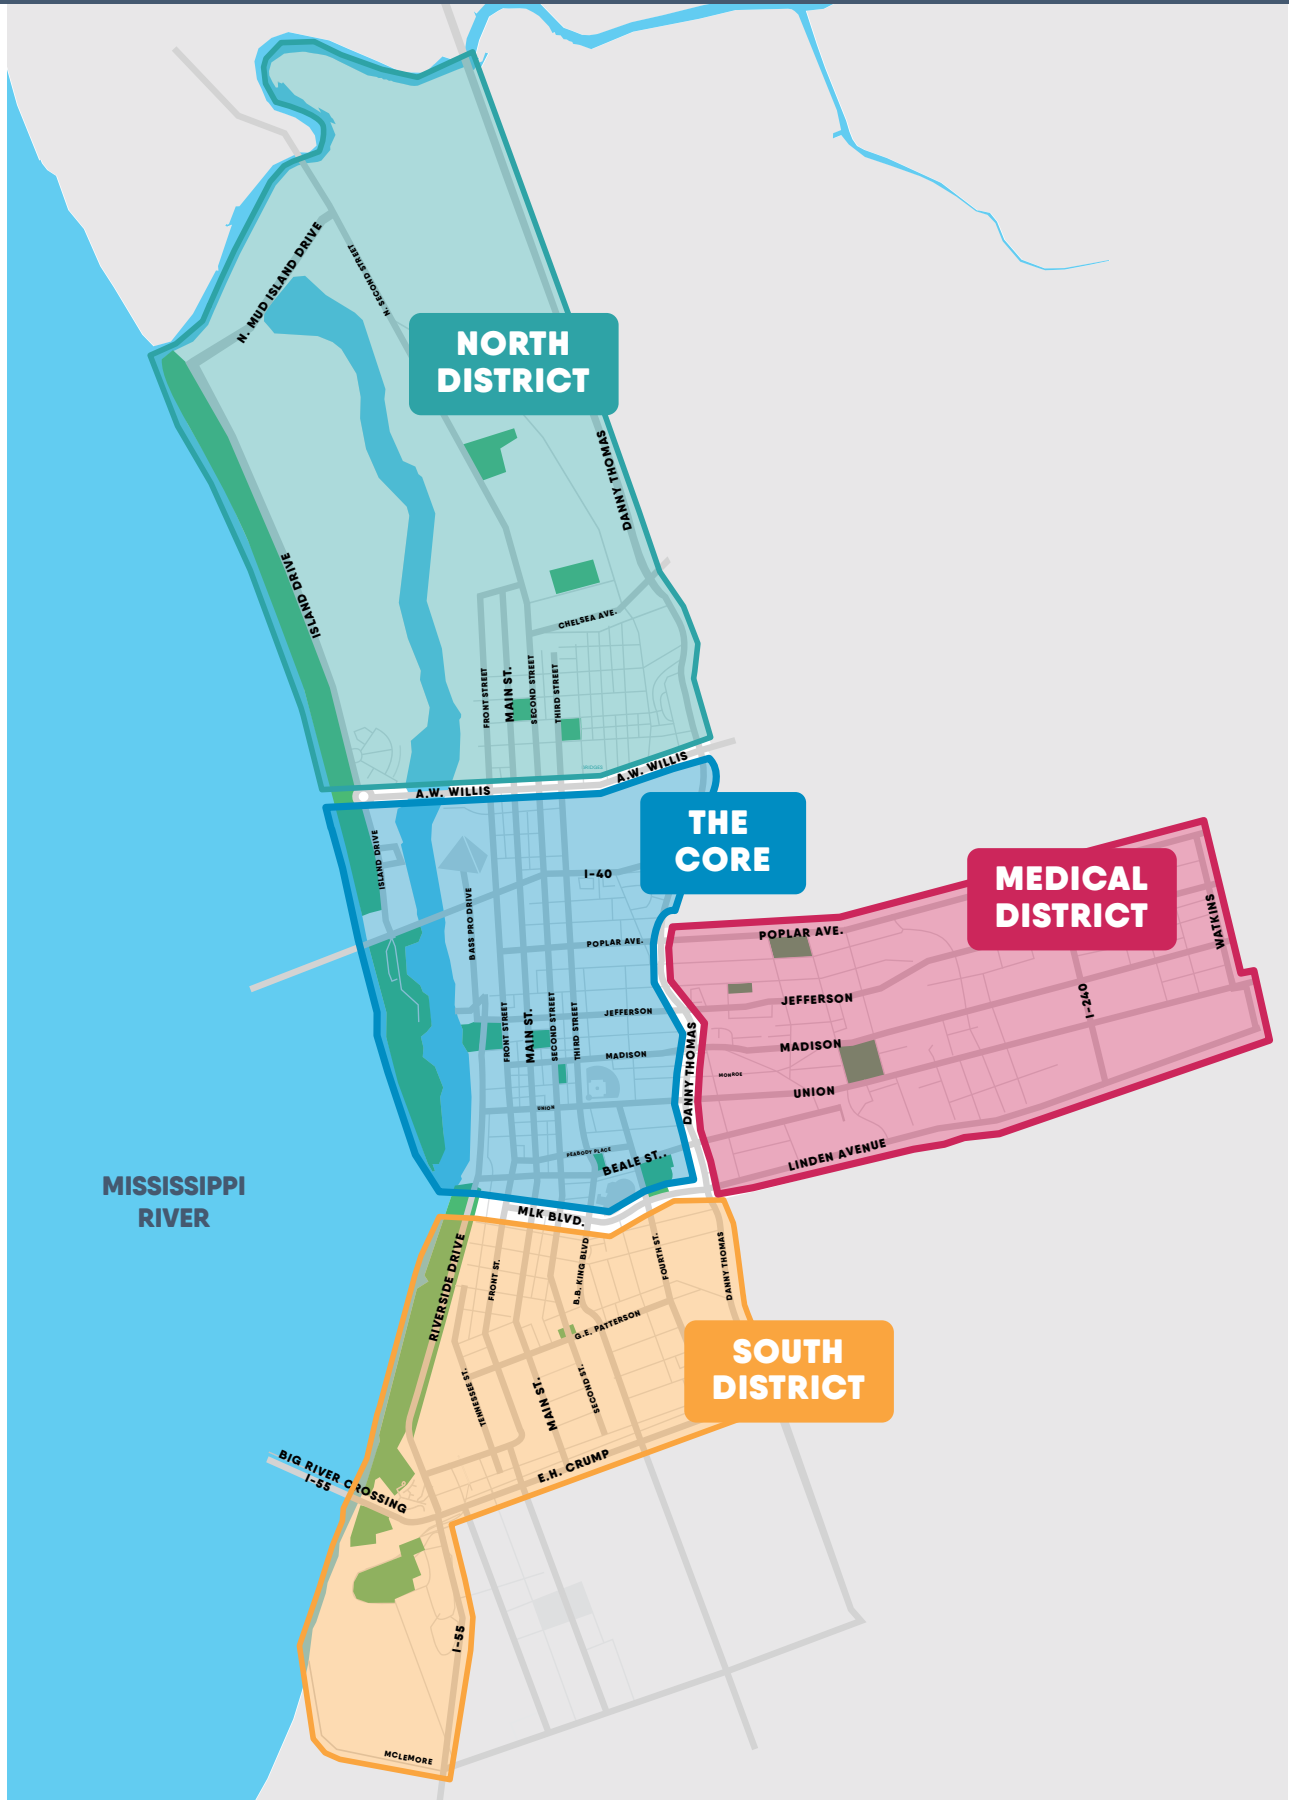 N. MUD ISLAND DRIVE
N. SECOND STREET
NORTH
DISTRICT
DANNY THOMAS
ISLAND DRIVE
CHELSEA AVE.
FRONT STREET
MAIN ST.
SECOND STREET
THIRD STREET
A.W. WILLIS
A.W. WILLIS
THE
CORE
ISLAND DRIVE
I-40
BASS PRO DRIVE
POPLAR AVE.
MEDICAL
DISTRICT
POPLAR AVE.
WATKINS
JEFFERSON
I-240
FRONT STREET
MAIN ST.
SECOND STREET
THIRD STREET
JEFFERSON
MADISON
DANNY THOMAS
MADISON
MONROE
UNION
UNION
PEABODY PLACE
BEALE ST.
LINDEN AVENUE
MISSISSIPPI
RIVER
MLK BLVD.
RIVERSIDE DRIVE
FRONT ST.
B.B. KING BLVD
FOURTH ST.
DANNY THOMAS
G.E. PATTERSON
SOUTH
DISTRICT
TENNESSEE ST.
MAIN ST.
SECOND ST.
E.H. CRUMP
BIG RIVER CROSSING
I-55
I-55
MCLEMORE